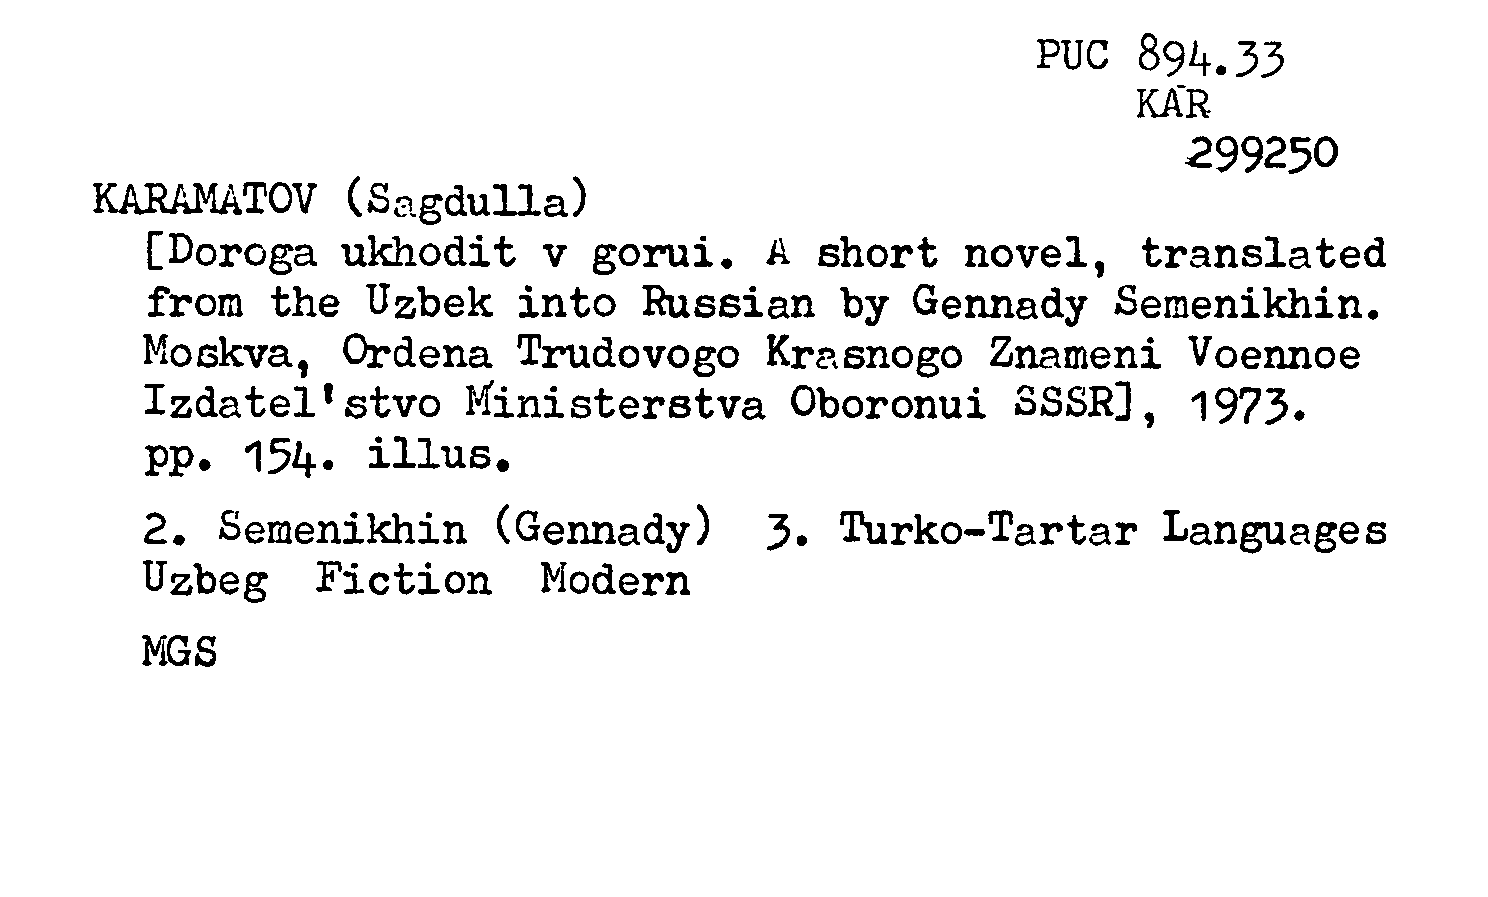 PUC 894.33
KAR
299250
KARAMATOV (Sagdulla)
[Doroga ukhodit v gorui. A short novel, translated
from the Uzbek into Russian by Gennady Semenikhin.
Moskva, Ordena Trudovogo Krasnogo Znameni Voennoe
Izdatel'stvo Ministerstva Oboronui SSSR], 1973.
pp. 154. illus.
2. Semenikhin (Gennady) 3. Turko-Tartar Languages
Uzbeg Fiction Modern
MGS